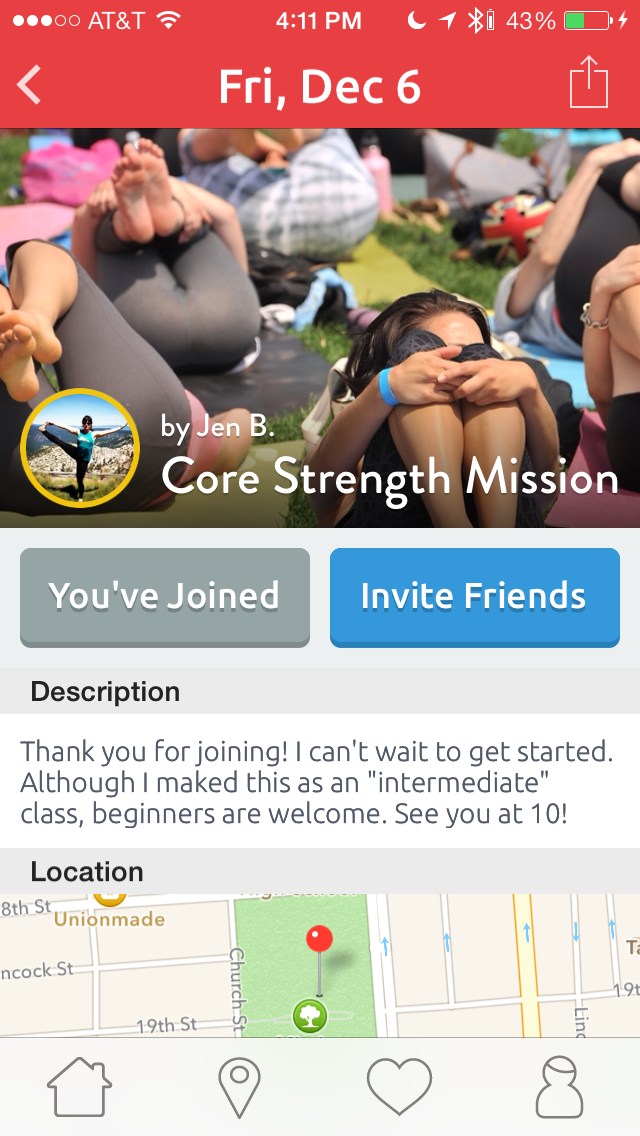 AT&T 4:11 PM 43%
Fri, Dec 6
by Jen B.
Core Strength Mission
You've Joined
Invite Friends
Description
Thank you for joining! I can't wait to get started.
Although I maked this as an "intermediate"
class, beginners are welcome. See you at 10!
Location
8th St
Unionmade
ncock St
Church St
19th St
19t